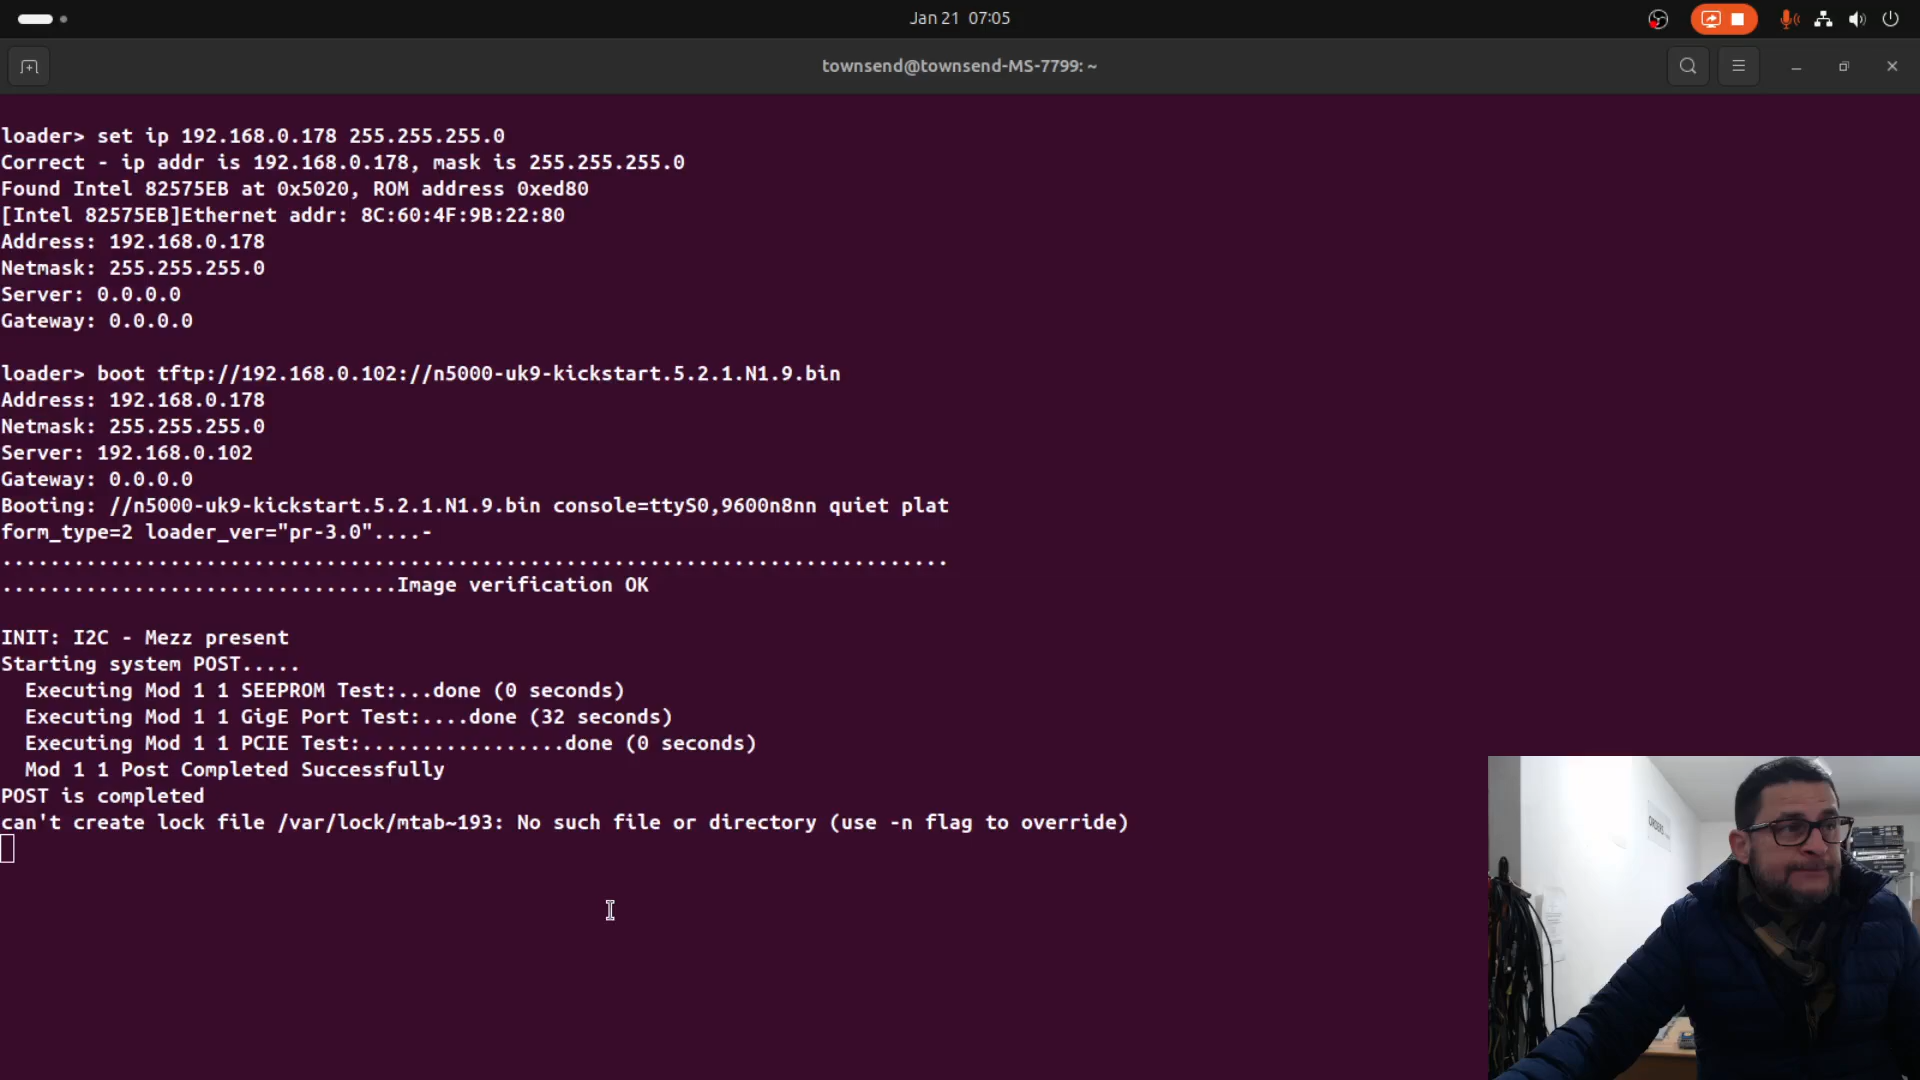 Jan 21 07:05
townsend@townsend-MS-7799: ~
loader> set ip 192.168.0.178 255.255.255.0
Correct - ip addr is 192.168.0.178, mask is 255.255.255.0
Found Intel 82575EB at 0x5020, ROM address 0xed80
[Intel 82575EB]Ethernet addr: 8C:60:4F:9B:22:80
Address: 192.168.0.178
Netmask: 255.255.255.0
Server: 0.0.0.0
Gateway: 0.0.0.0
loader> boot tftp://192.168.0.102://n5000-uk9-kickstart.5.2.1.N1.9.bin
Address: 192.168.0.178
Netmask: 255.255.255.0
Server: 192.168.0.102
Gateway: 0.0.0.0
Booting: //n5000-uk9-kickstart.5.2.1.N1.9.bin console=ttyS0,9600n8nn quiet plat
form_type=2 loader_ver="pr-3.0"....-
...............................................................................
.................................Image verification OK
INIT: I2C - Mezz present
Starting system POST.....
Executing Mod 1 1 SEEPROM Test:...done (0 seconds)
Executing Mod 1 1 GigE Port Test:....done (32 seconds)
Executing Mod 1 1 PCIE Test:.................done (0 seconds)
Mod 1 1 Post Completed Successfully
POST is completed
can't create lock file /var/lock/mtab~193: No such file or directory (use -n flag to override)
ORDERS